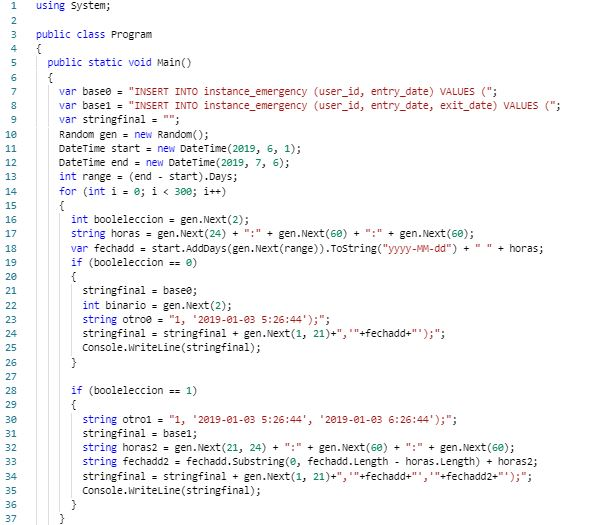 1 using System;
2
3 public class Program
4 {
5 public static void Main()
6 {
7 var base0 = "INSERT INTO instance_emergency (user_id, entry_date) VALUES (";
8 var base1 = "INSERT INTO instance_emergency (user_id, entry_date, exit_date) VALUES (";
9 var stringfinal = "";
10 Random gen = new Random();
11 DateTime start = new DateTime(2019, 6, 1);
12 DateTime end = new DateTime(2019, 7, 6);
13 int range = (end - start).Days;
14 for (int i = 0; i < 300; i++)
15 {
16 int booleleccion = gen.Next(2);
17 string horas = gen.Next(24) + ":" + gen.Next(60) + ":" + gen.Next(60);
18 var fechadd = start.AddDays(gen.Next(range)).ToString("yyyy-MM-dd") + " " + horas;
19 if (booleleccion == 0)
20 {
21 stringfinal = base0;
22 int binario = gen.Next(2);
23 string otro0 = "1, '2019-01-03 5:26:44');";
24 stringfinal = stringfinal + gen.Next(1, 21)+",'"+fechadd+"');";
25 Console.WriteLine(stringfinal);
26 }
27
28 if (booleleccion == 1)
29 {
30 string otro1 = "1, '2019-01-03 5:26:44', '2019-01-03 6:26:44');";
31 stringfinal = base1;
32 string horas2 = gen.Next(21, 24) + ":" + gen.Next(60) + ":" + gen.Next(60);
33 string fechadd2 = fechadd.Substring(0, fechadd.Length - horas.Length) + horas2;
34 stringfinal = stringfinal + gen.Next(1, 21)+",'"+fechadd+"','"+fechadd2+"');";
35 Console.WriteLine(stringfinal);
36 }
37 }